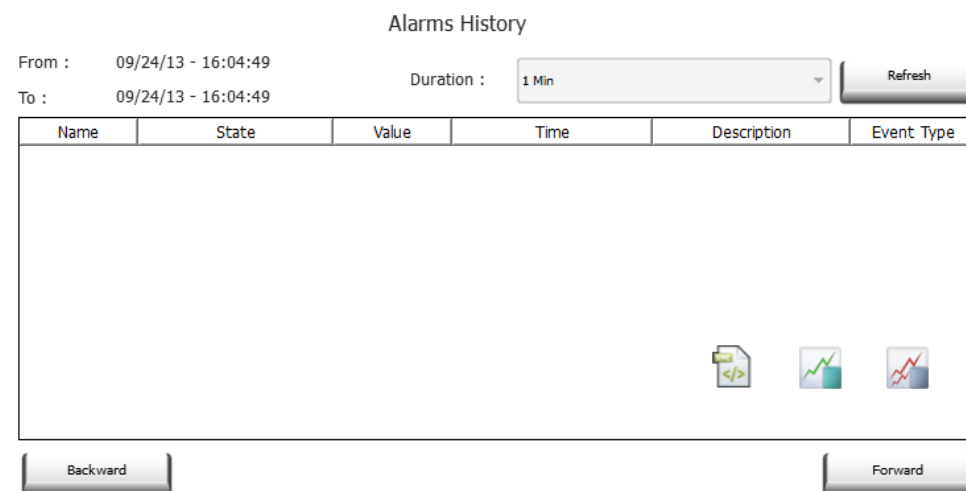 Alarms History
From : 09/24/13 - 16:04:49
To : 09/24/13 - 16:04:49
Duration : 1 Min
Refresh
Name State Value Time Description Event Type
</>
Backward Forward